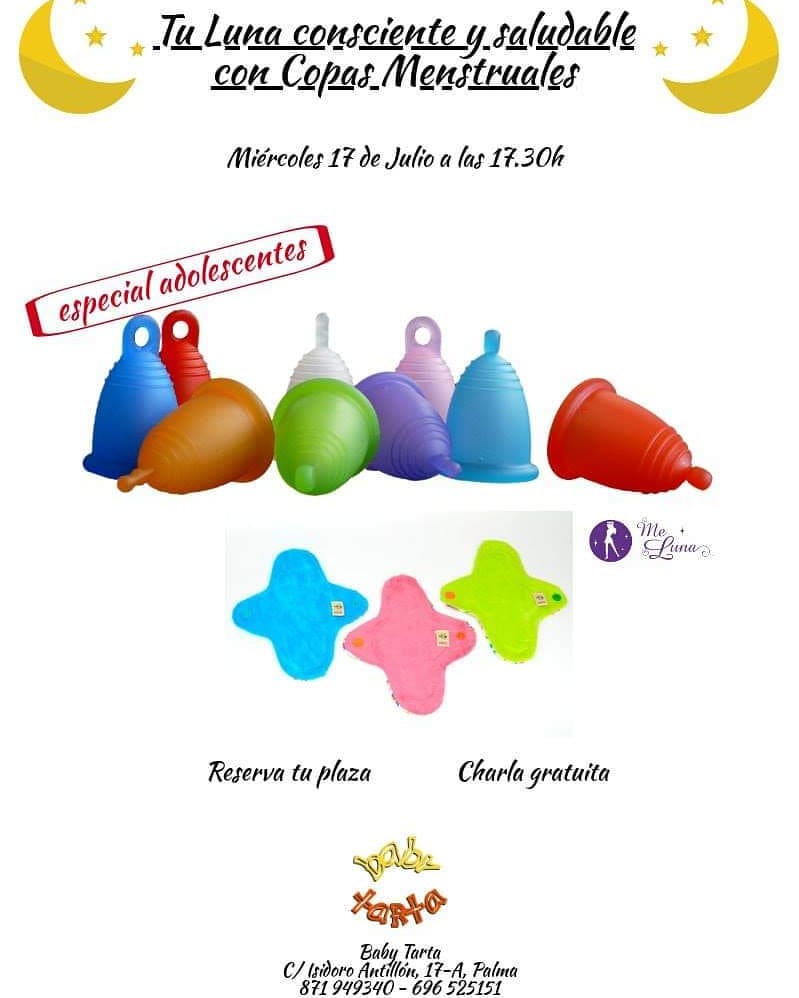 Tu Luna consciente y saludable
con Copas Menstruales
Miércoles 17 de Julio a las 17.30h
especial adolescentes
Me
Luna
Reserva tu plaza
Charla gratuita
baby
tarta
Baby Tarta
C/ Isidoro Antillón, 17-A, Palma
871 949340 - 696 525151